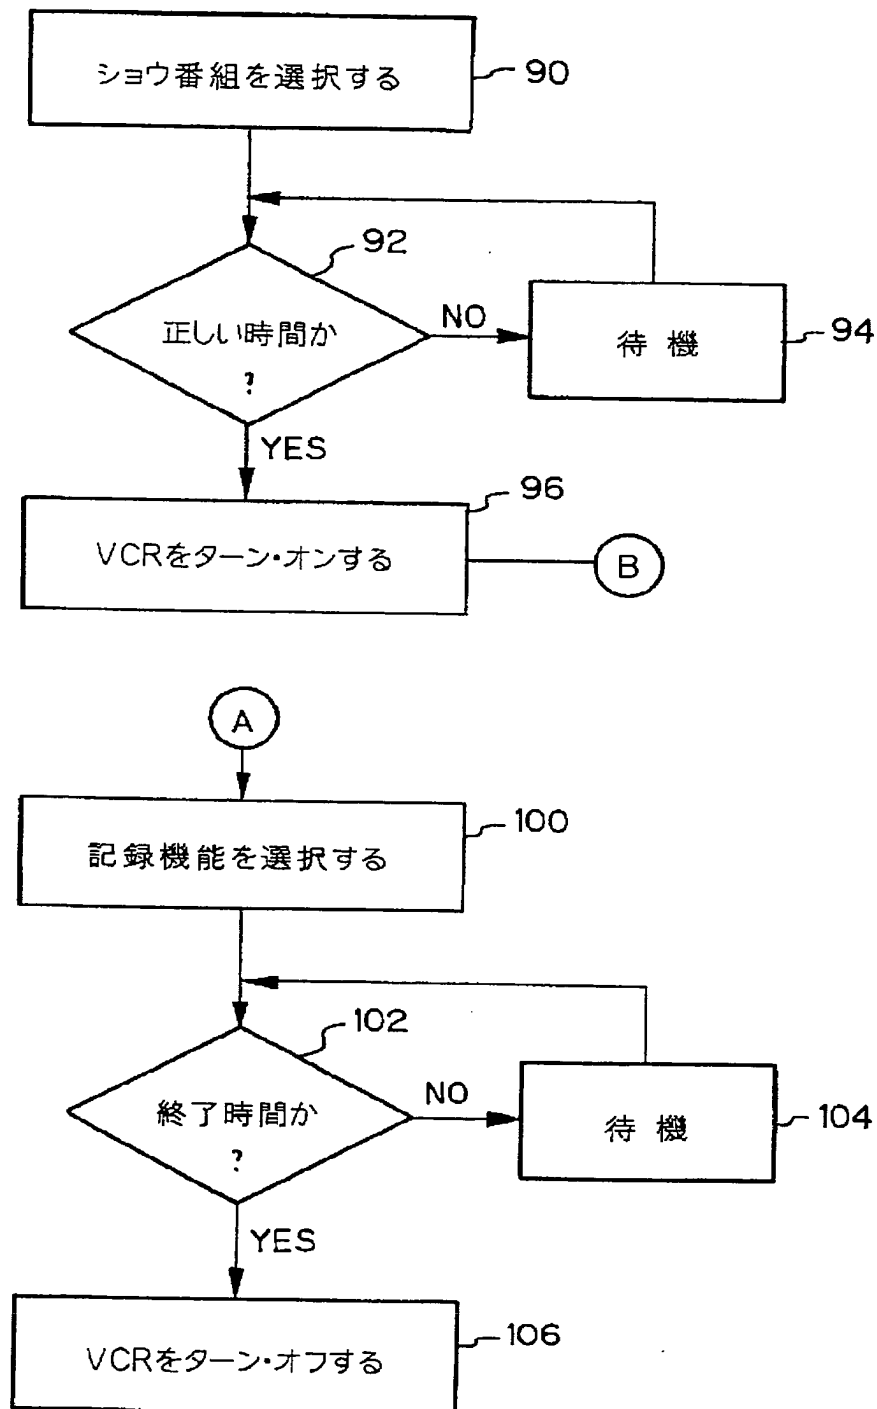 ショウ番組を選択する
90
92
正しい時間か
?
NO
待機
94
YES
96
VCRをターン・オンする
B
A
100
記録機能を選択する
102
終了時間か
?
NO
待機
104
YES
VCRをターン・オフする
106